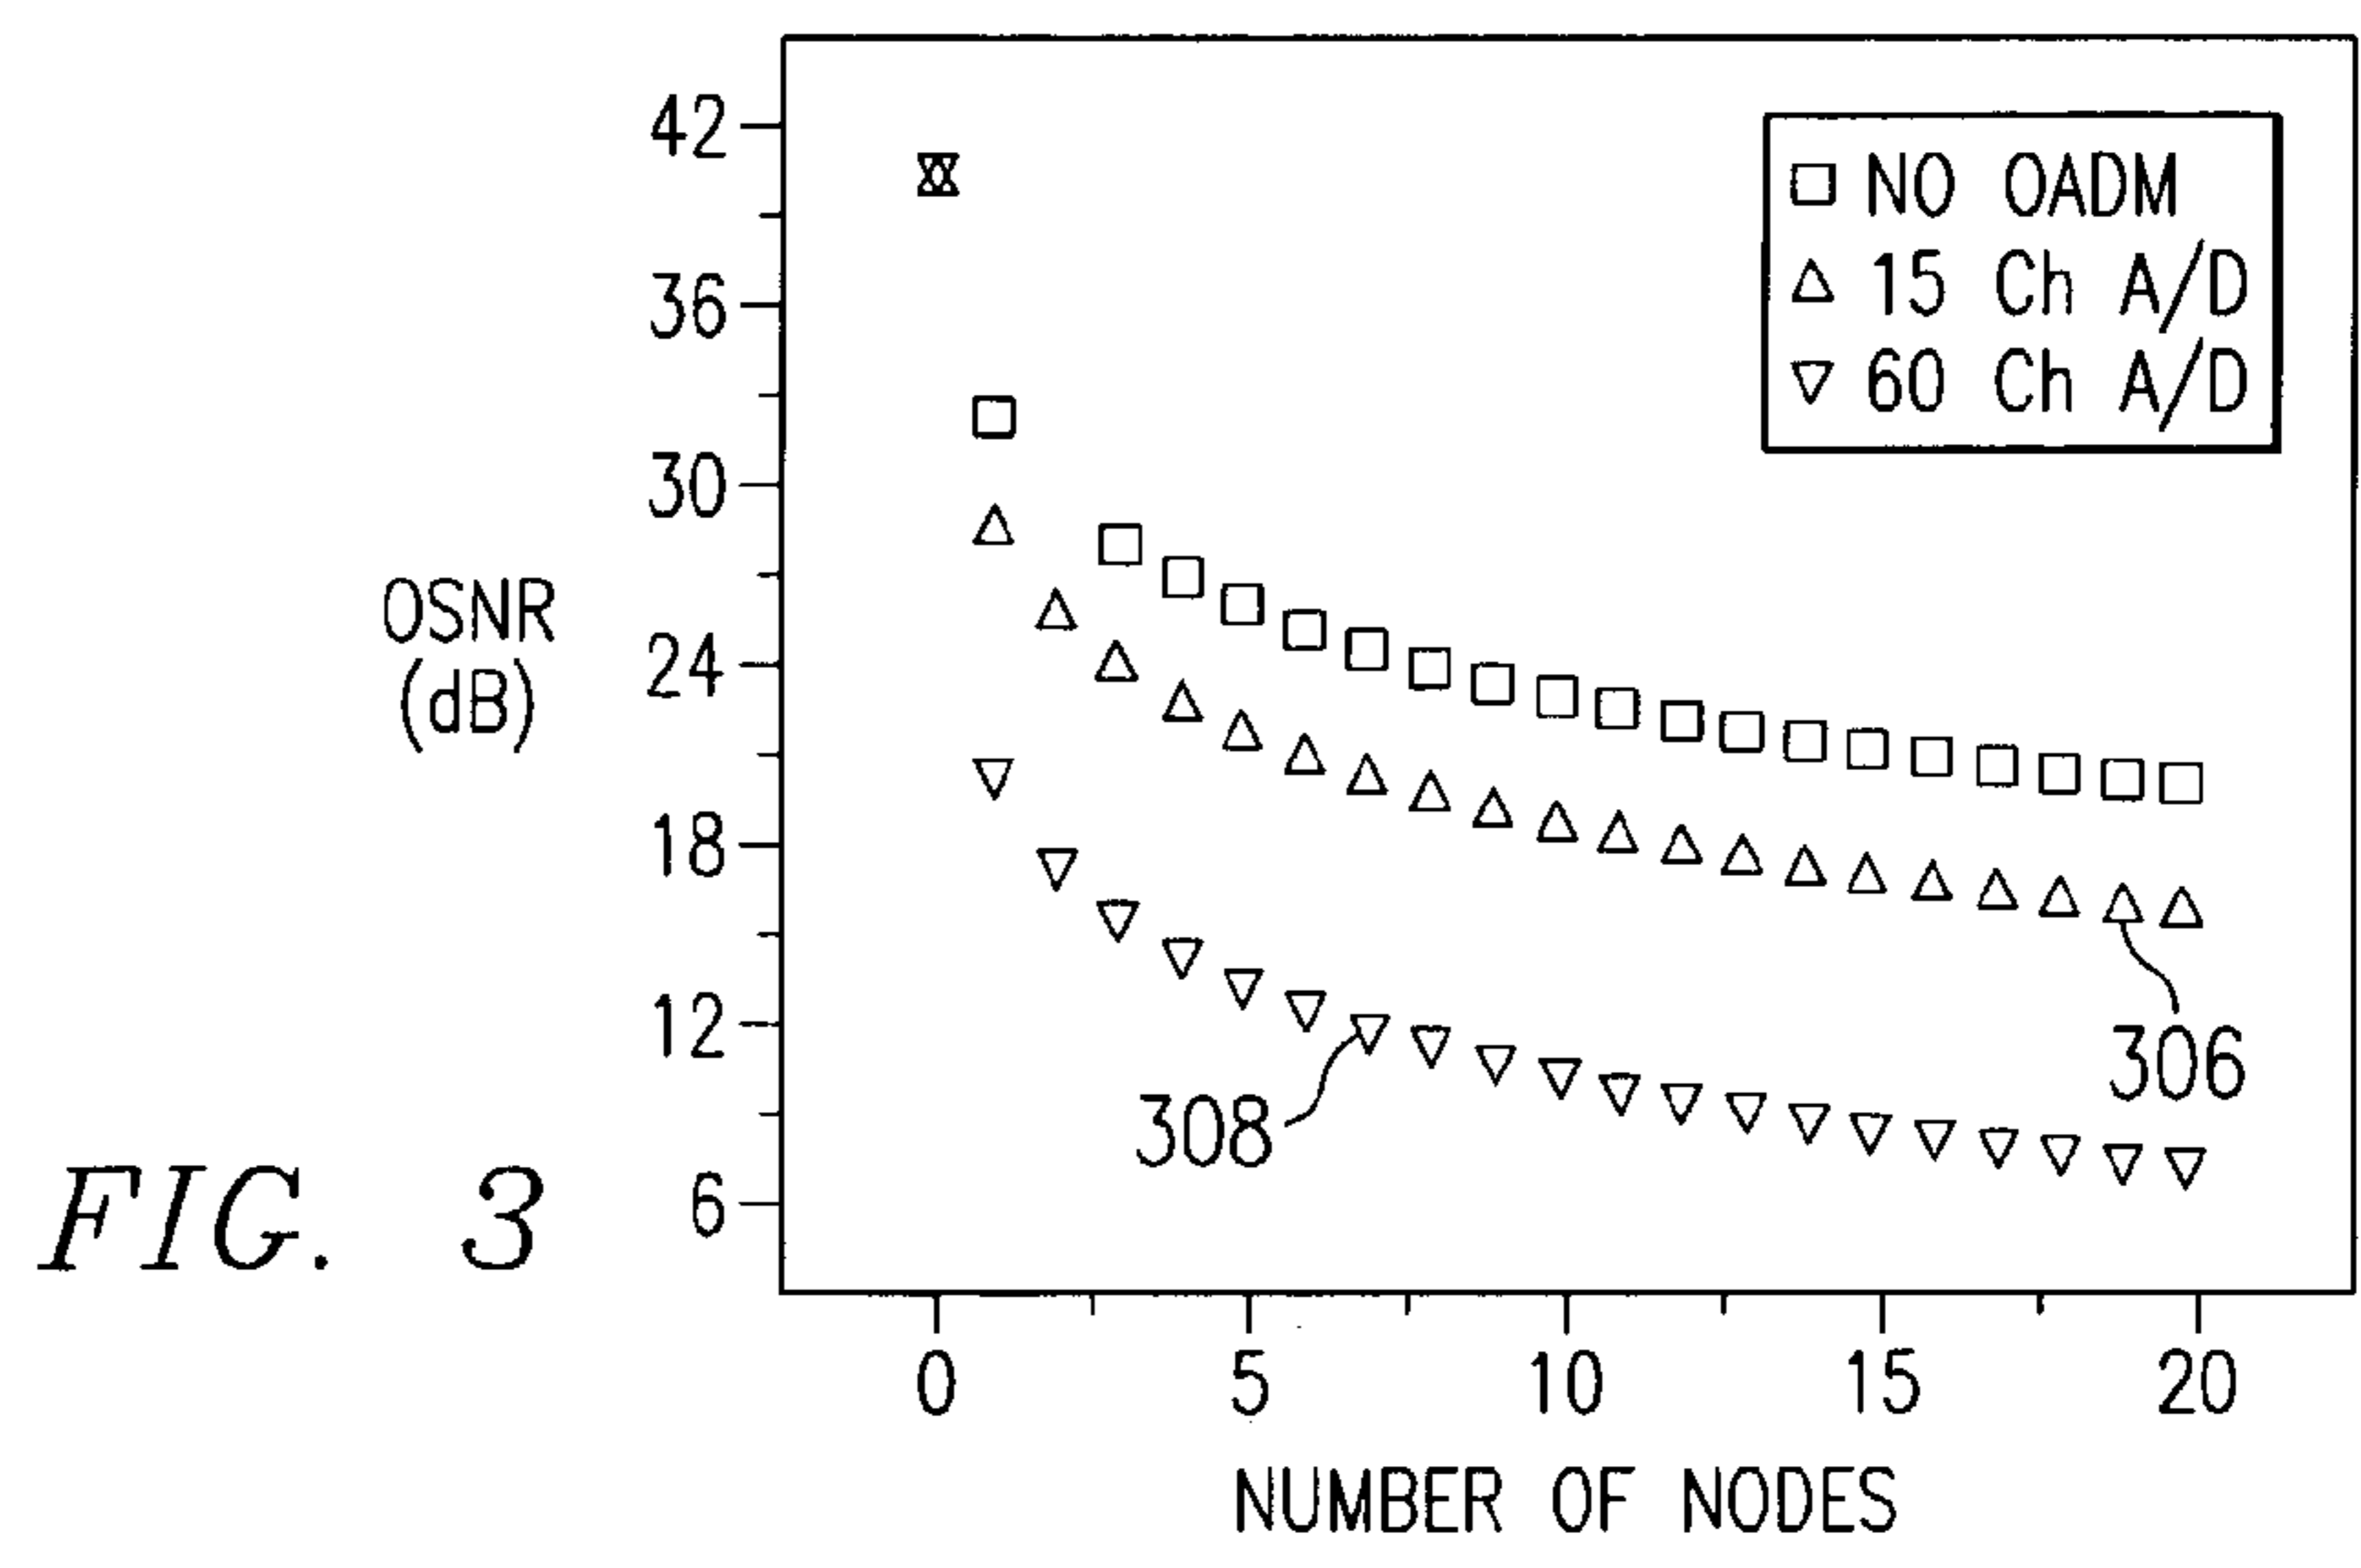 42
36
30
24
18
12
6
OSNR
(dB)
NO OADM
15 Ch A/D
60 Ch A/D
306
308
0 5 10 15 20
NUMBER OF NODES
FIG. 3